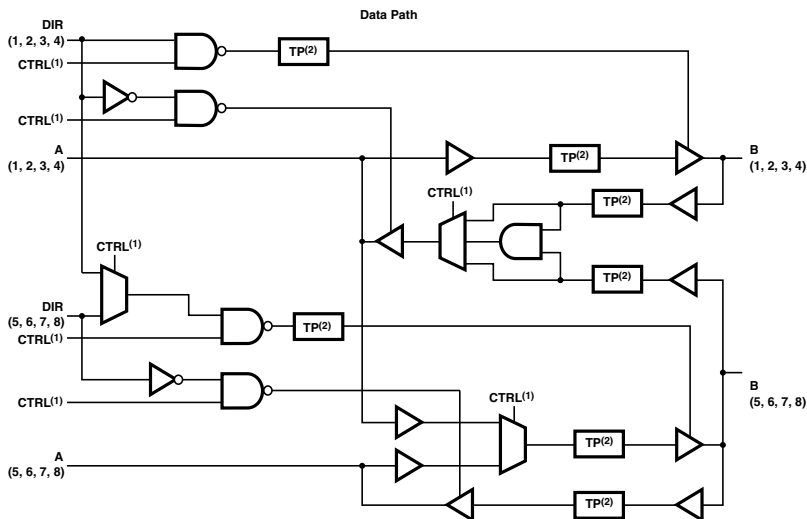 Data Path
DIR
(1, 2, 3, 4)
CTRL(1)
TP(2)
CTRL(1)
A
(1, 2, 3, 4)
TP(2)
B
(1, 2, 3, 4)
CTRL(1)
TP(2)
CTRL(1)
TP(2)
DIR
(5, 6, 7, 8)
CTRL(1)
TP(2)
B
(5, 6, 7, 8)
CTRL(1)
CTRL(1)
TP(2)
A
(5, 6, 7, 8)
TP(2)